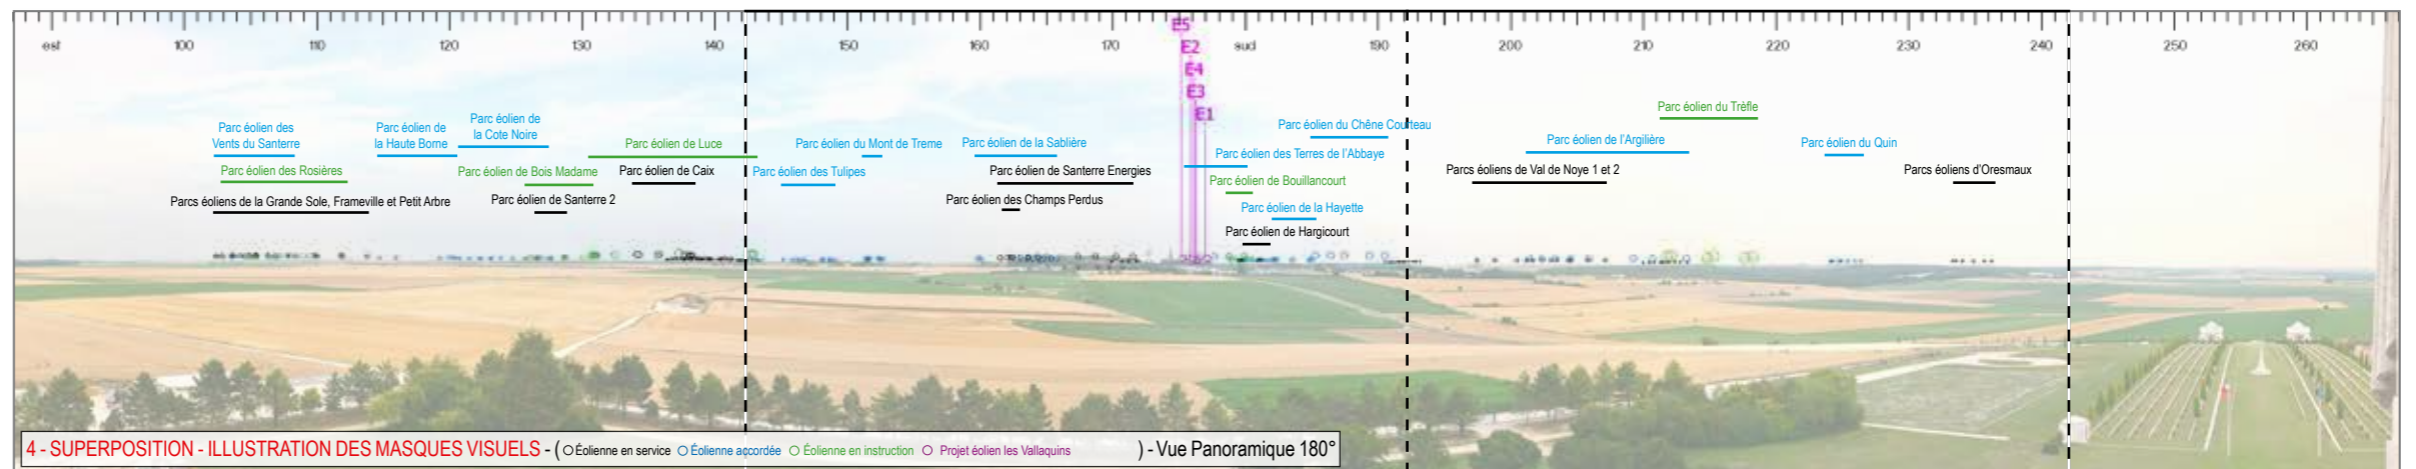 est 100 110 120 130 140 150 160 170 sud 190 200 210 220 230 240 250 260
E5
E2
E4
E3
E1
Parc éolien des
Vents du Santerre
Parc éolien de
la Haute Borne
Parc éolien de
la Cote Noire
Parc éolien de Luce
Parc éolien du Mont de Treme
Parc éolien de la Sablière
Parc éolien du Chêne Courteau
Parc éolien du Trèfle
Parc éolien de l'Argilière
Parc éolien du Quin
Parc éolien des Rosières
Parc éolien de Bois Madame
Parc éolien de Caix
Parc éolien des Tulipes
Parc éolien de Santerre Energies
Parc éolien des Terres de l'Abbaye
Parcs éoliens de Val de Noye 1 et 2
Parcs éoliens d'Oresmaux
Parc éolien de Bouillancourt
Parcs éoliens de la Grande Sole, Frameville et Petit Arbre
Parc éolien de Santerre 2
Parc éolien des Champs Perdus
Parc éolien de la Hayette
Parc éolien de Hargicourt
4 - SUPERPOSITION - ILLUSTRATION DES MASQUES VISUELS - ( Éolienne en service Éolienne accordée Éolienne en instruction Projet éolien les Vallaquins ) - Vue Panoramique 180°